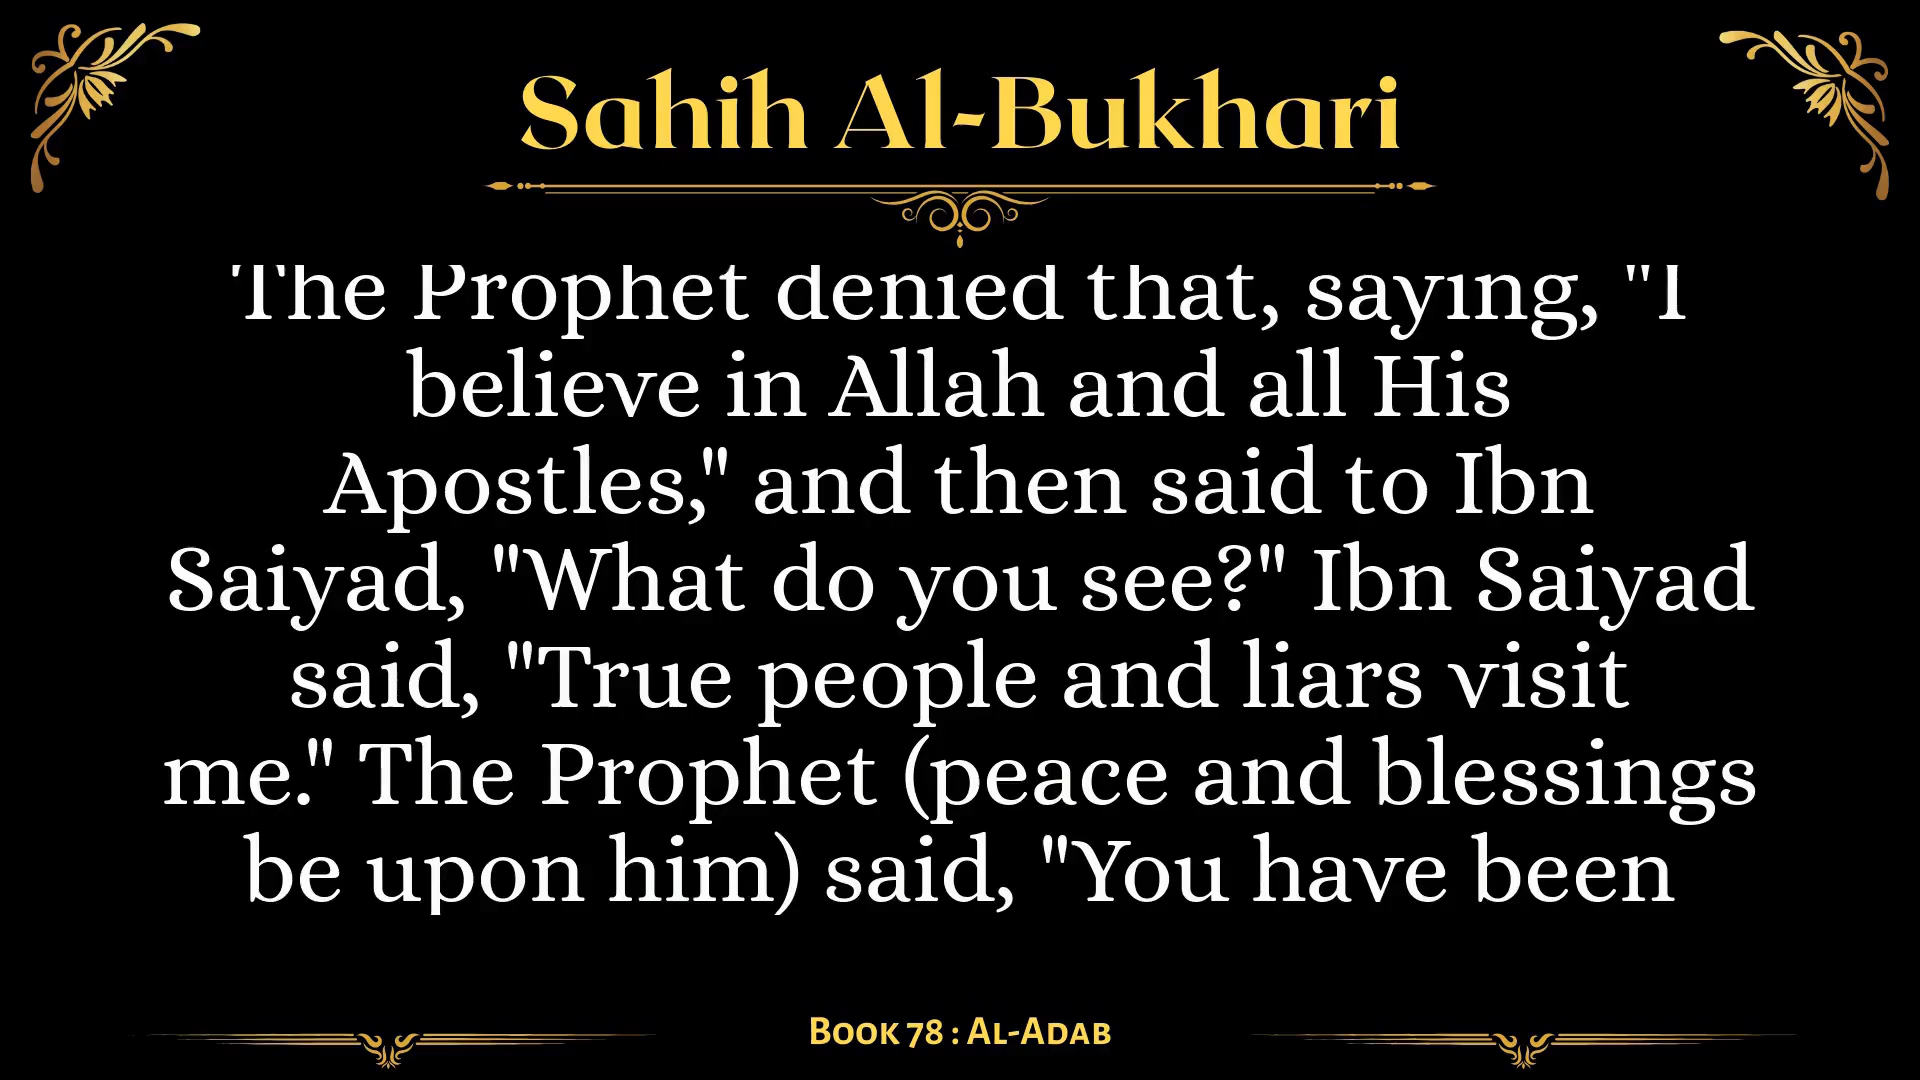 Sahih Al-Bukhari
The Prophet denied that, saying, "I
believe in Allah and all His
Apostles," and then said to Ibn
Saiyad, "What do you see?" Ibn Saiyad
said, "True people and liars visit
me." The Prophet (peace and blessings
be upon him) said, "You have been
Book 78 : Al-Adab